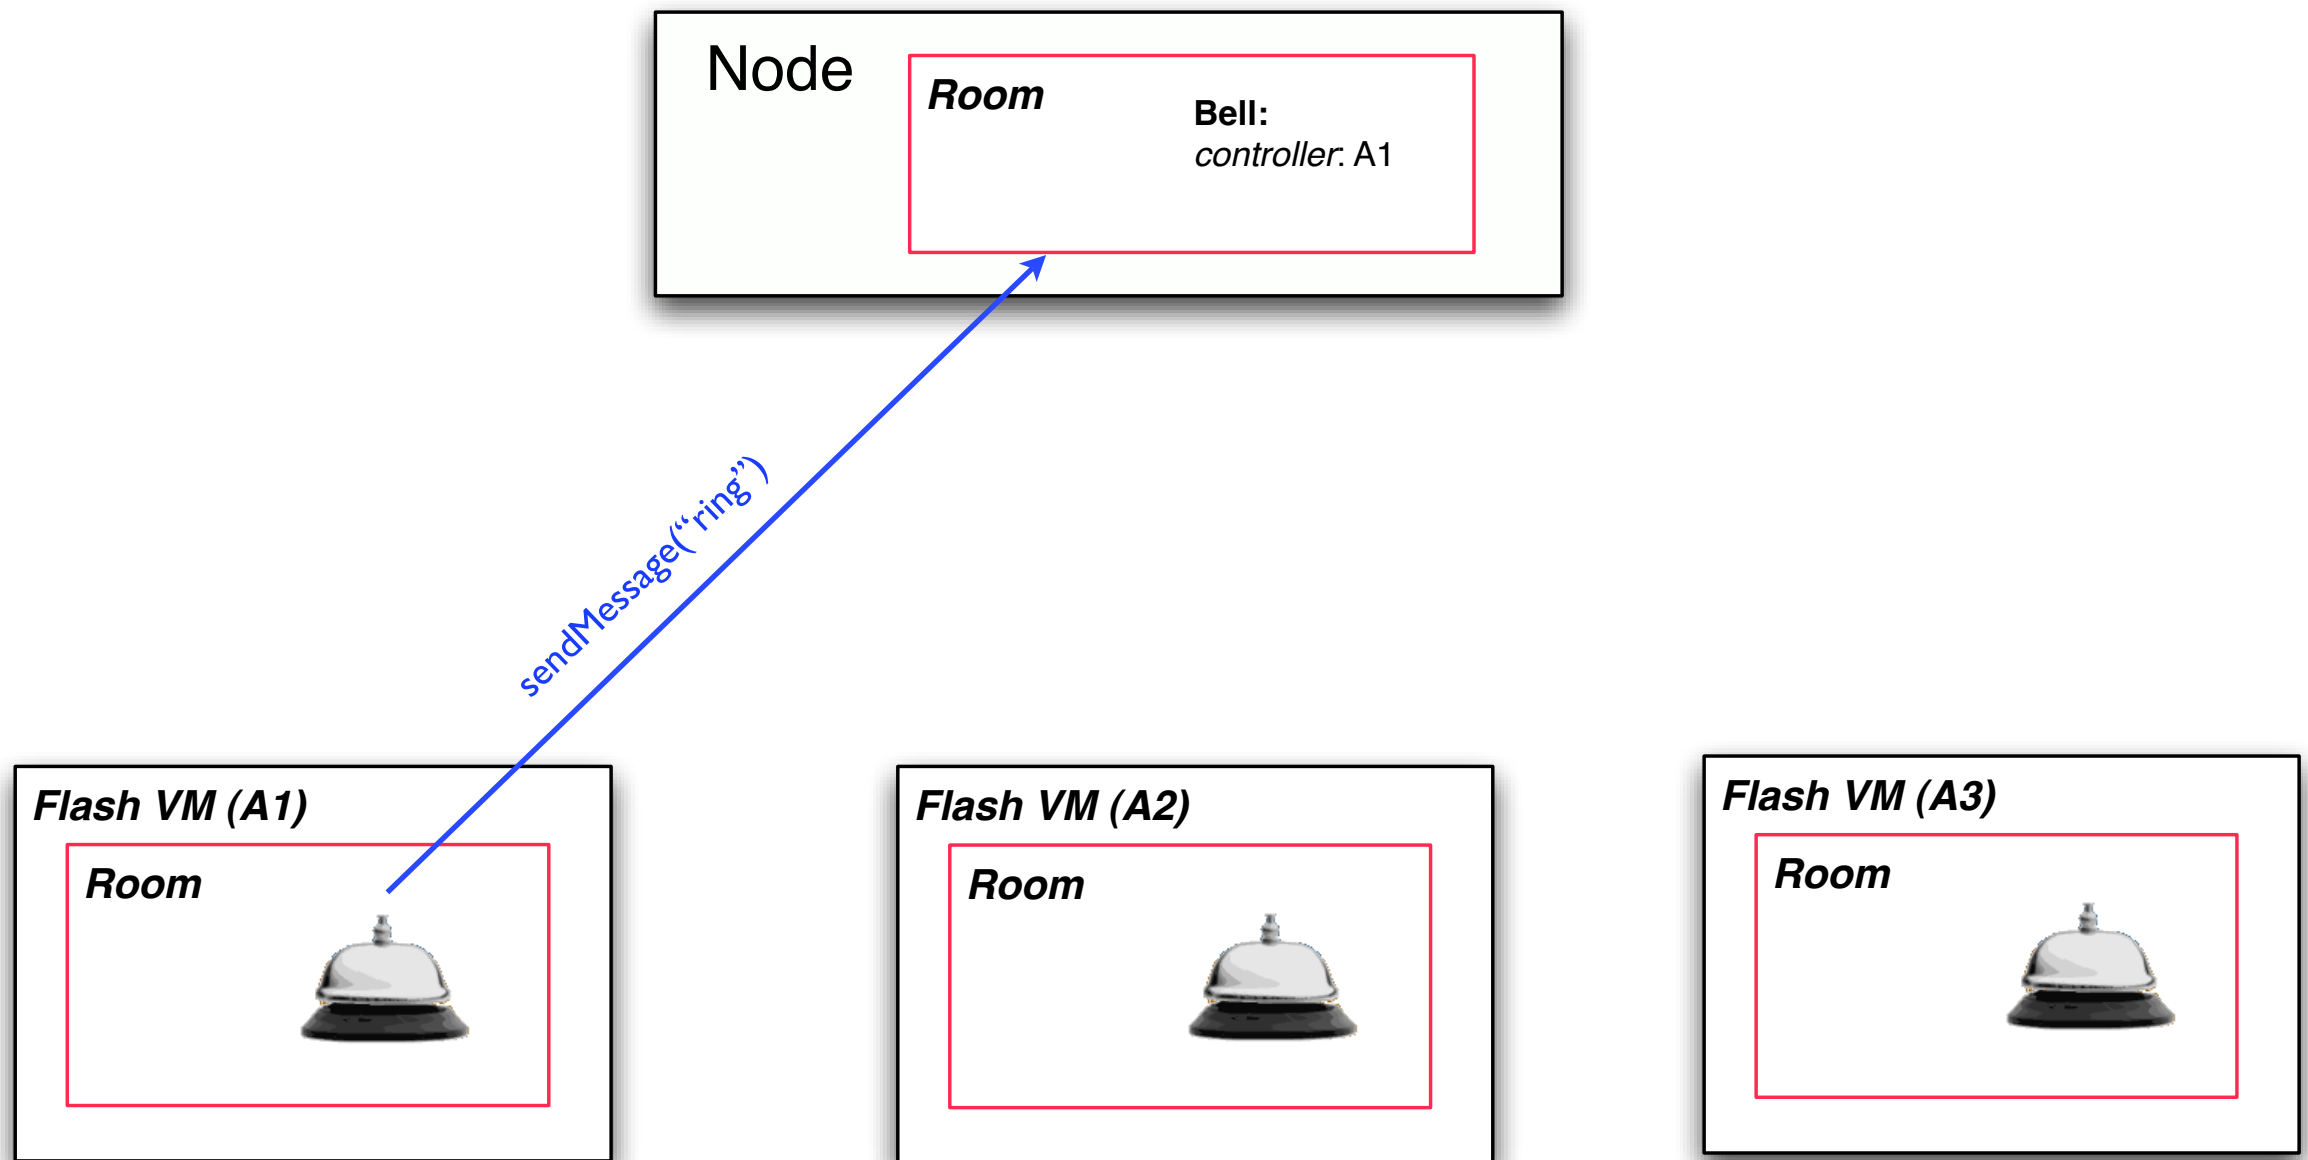 Node
Room
Bell:
controller: A1
sendMessage(“ring”)
Flash VM (A1)
Room
Flash VM (A2)
Room
Flash VM (A3)
Room